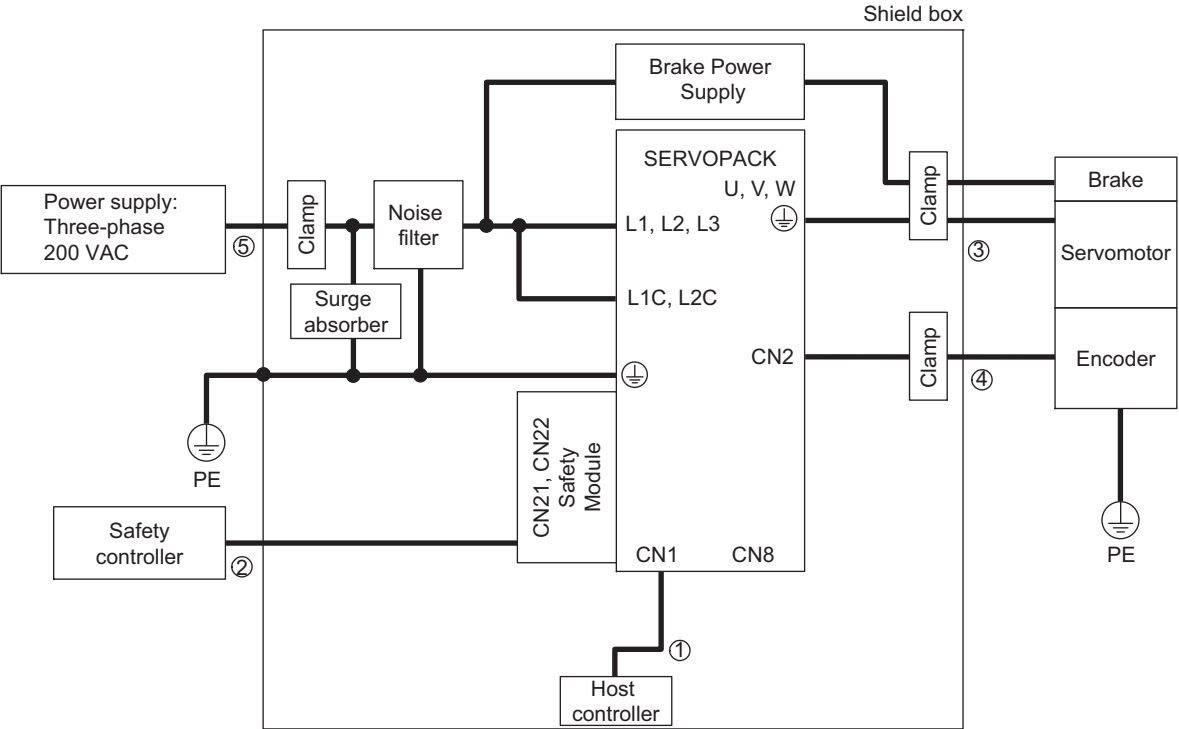 Shield box
Brake Power
Supply
SERVOPACK
U, V, W
Power supply:
Three-phase
200 VAC
⑤
Clamp
Noise
filter
L1, L2, L3
Clamp
Brake
③
Servomotor
Surge
absorber
L1C, L2C
CN2
Clamp
④
Encoder
PE
CN21, CN22
Safety
Module
Safety
controller
②
CN1
CN8
PE
①
Host
controller